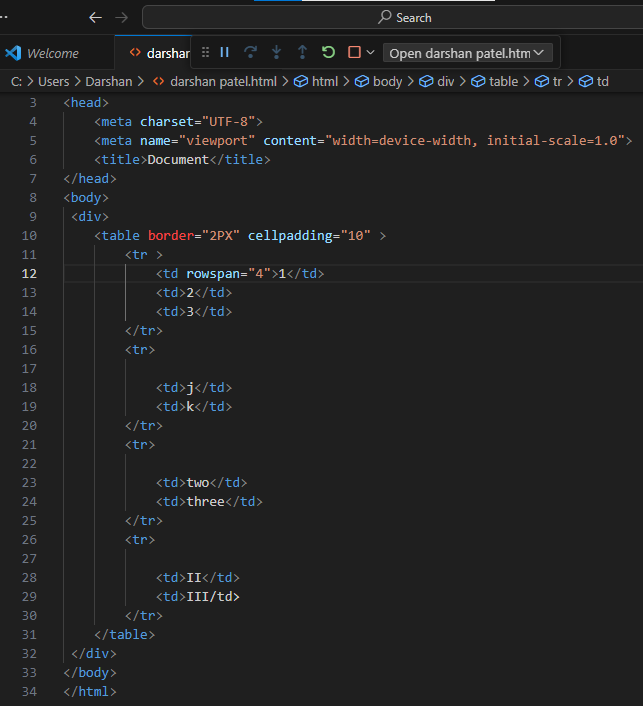 Search
Welcome
darshan
Open darshan patel.htm
C: > Users > Darshan > <> darshan patel.html > html > body > div > table > tr > td
3 <head>
4 <meta charset="UTF-8">
5 <meta name="viewport" content="width=device-width, initial-scale=1.0">
6 <title>Document</title>
7 </head>
8 <body>
9 <div>
10 <table border="2PX" cellpadding="10" >
11 <tr >
12 <td rowspan="4">1</td>
13 <td>2</td>
14 <td>3</td>
15 </tr>
16 <tr>
17
18 <td>j</td>
19 <td>k</td>
20 </tr>
21 <tr>
22
23 <td>two</td>
24 <td>three</td>
25 </tr>
26 <tr>
27
28 <td>II</td>
29 <td>III/td>
30 </tr>
31 </table>
32 </div>
33 </body>
34 </html>